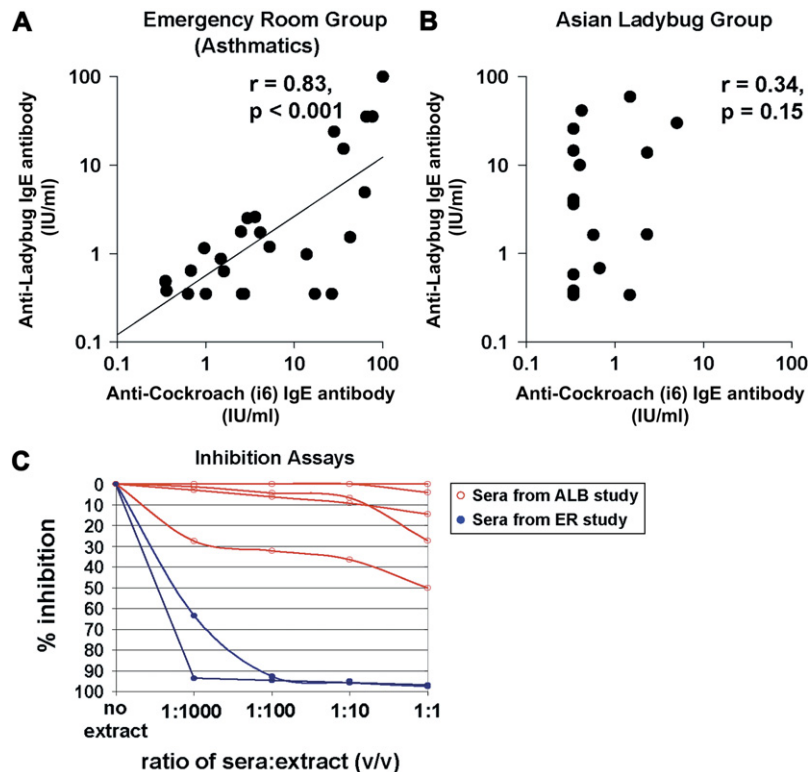 A
Emergency Room Group
(Asthmatics)
r = 0.83,
p < 0.001
Anti-Ladybug IgE antibody
(IU/ml)
100
10
1
0.1
0.1 1 10 100
Anti-Cockroach (i6) IgE antibody
(IU/ml)
B
Asian Ladybug Group
r = 0.34,
p = 0.15
Anti-Ladybug IgE antibody
(IU/ml)
100
10
1
0.1
0.1 1 10 100
Anti-Cockroach (i6) IgE antibody
(IU/ml)
C
Inhibition Assays
% inhibition
0
10
20
30
40
50
60
70
80
90
100
no
extract
1:1000 1:100 1:10 1:1
ratio of sera:extract (v/v)
Sera from ALB study
Sera from ER study